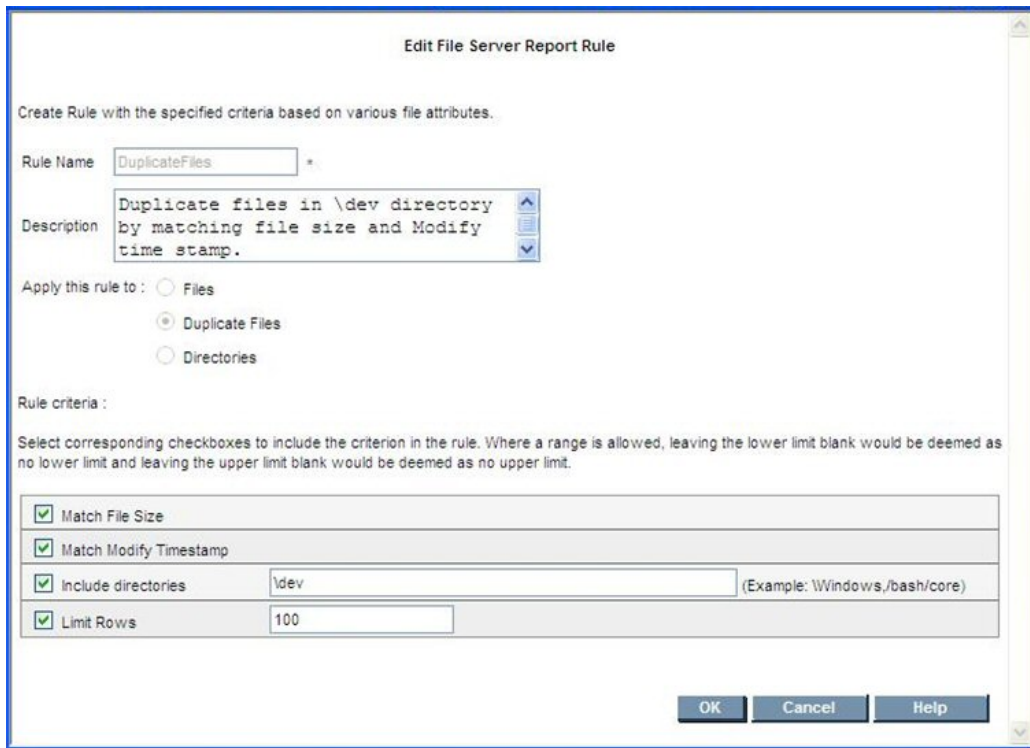 Edit File Server Report Rule
Create Rule with the specified criteria based on various file attributes.
Rule Name DuplicateFiles *
Description Duplicate files in \dev directory
by matching file size and Modify
time stamp.
Apply this rule to : Files
Duplicate Files
Directories
Rule criteria :
Select corresponding checkboxes to include the criterion in the rule. Where a range is allowed, leaving the lower limit blank would be deemed as
no lower limit and leaving the upper limit blank would be deemed as no upper limit.
Match File Size
Match Modify Timestamp
Include directories \dev (Example: \Windows,/bash/core)
Limit Rows 100
OK Cancel Help